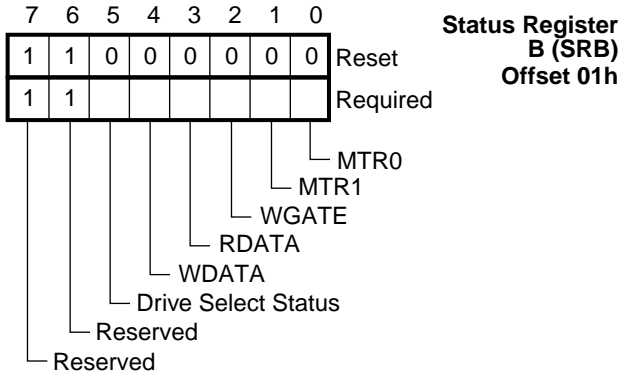 7 6 5 4 3 2 1 0
Status Register
B (SRB)
Offset 01h
1 1 0 0 0 0 0 0 Reset
1 1 Required
MTR0
MTR1
WGATE
RDATA
WDATA
Drive Select Status
Reserved
Reserved